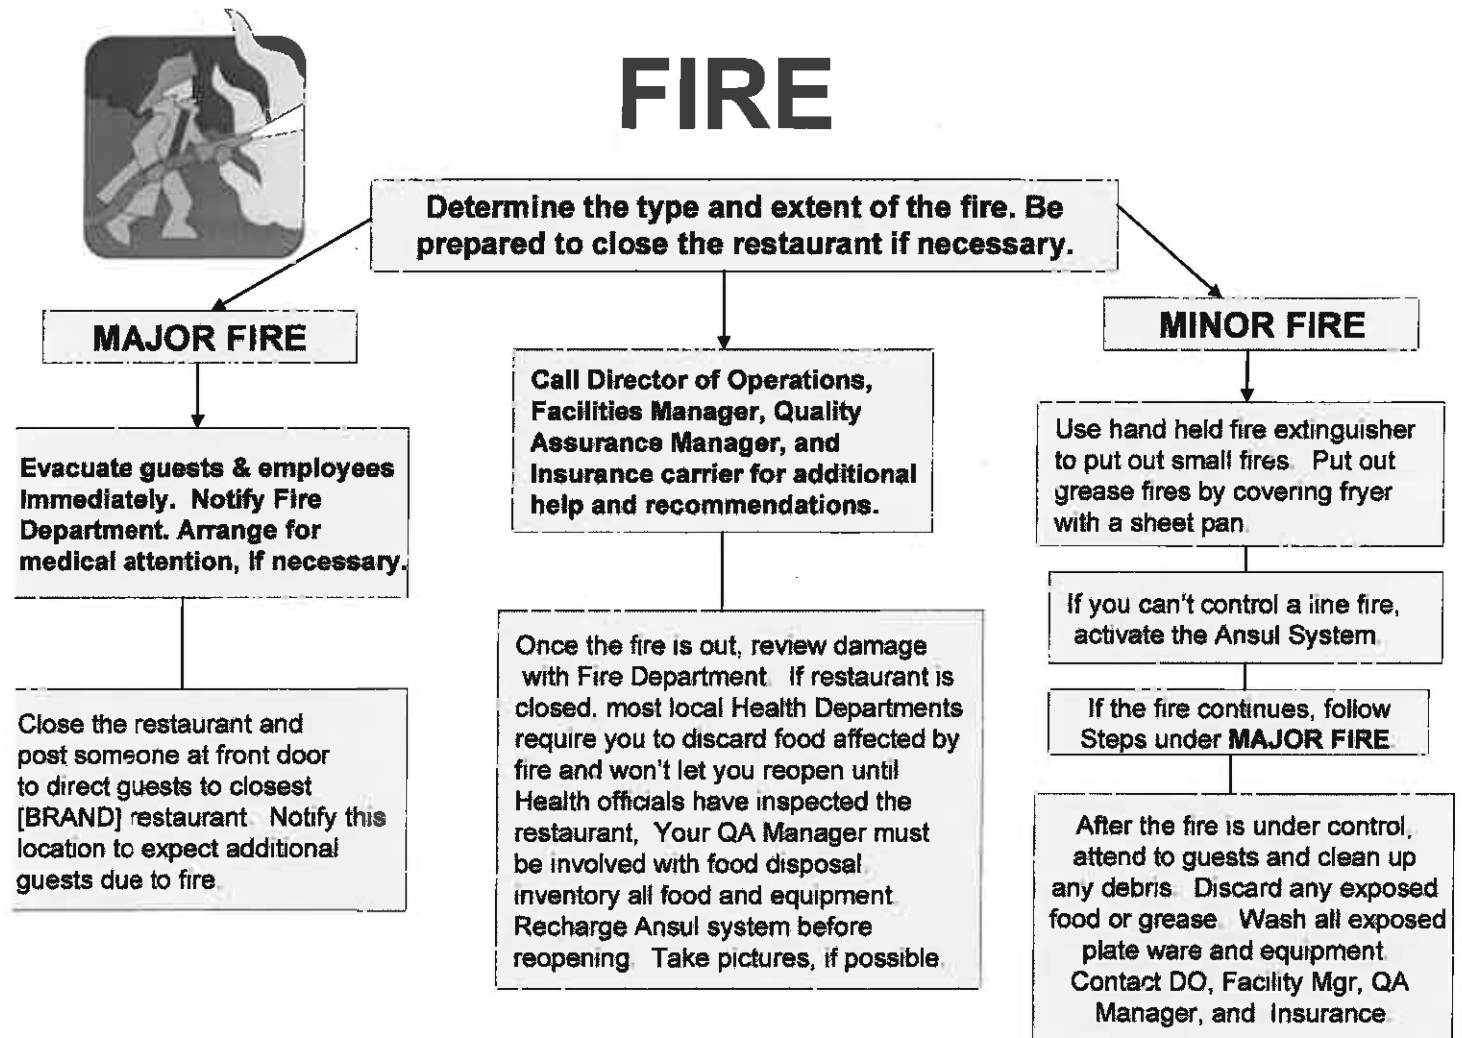 FIRE
Determine the type and extent of the fire. Be
prepared to close the restaurant if necessary.
MAJOR FIRE
Evacuate guests & employees
Immediately. Notify Fire
Department. Arrange for
medical attention, If necessary.
Close the restaurant and
post someone at front door
to direct guests to closest
[BRAND] restaurant. Notify this
location to expect additional
guests due to fire.
Call Director of Operations,
Facilities Manager, Quality
Assurance Manager, and
Insurance carrier for additional
help and recommendations.
Once the fire is out, review damage
with Fire Department. If restaurant is
closed, most local Health Departments
require you to discard food affected by
fire and won't let you reopen until
Health officials have inspected the
restaurant, Your QA Manager must
be involved with food disposal
inventory all food and equipment.
Recharge Ansul system before
reopening. Take pictures, if possible.
MINOR FIRE
Use hand held fire extinguisher
to put out small fires. Put out
grease fires by covering fryer
with a sheet pan.
If you can't control a line fire,
activate the Ansul System.
If the fire continues, follow
Steps under MAJOR FIRE.
After the fire is under control,
attend to guests and clean up
any debris. Discard any exposed
food or grease. Wash all exposed
plate ware and equipment.
Contact DO, Facility Mgr, QA
Manager, and Insurance.